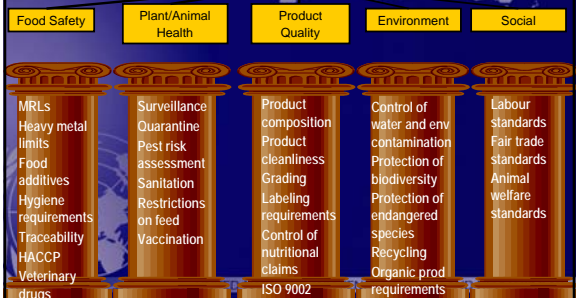 Food Safety
Plant/Animal
Health
Product
Quality
Environment
Social
MRLs
Heavy metal
limits
Food
additives
Hygiene
requirements
Traceability
HACCP
Veterinary
drugs
Surveillance
Quarantine
Pest risk
assessment
Sanitation
Restrictions
on feed
Vaccination
Product
composition
Product
cleanliness
Grading
Labeling
requirements
Control of
nutritional
claims
ISO 9002
Control of
water and env
contamination
Protection of
biodiversity
Protection of
endangered
species
Recycling
Organic prod
requirements
Labour
standards
Fair trade
standards
Animal
welfare
standards